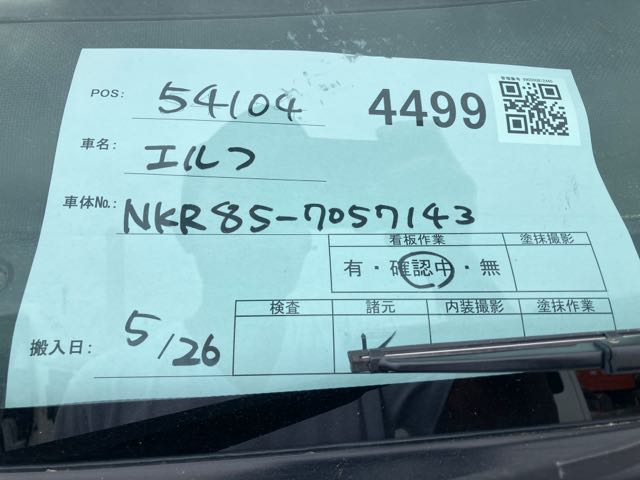 POS: 54104 4499
車名: エルフ
車体No.: NKR85-7057143
看板作業 塗抹撮影
有・確認中・無
検査 諸元 内装撮影 塗抹作業
搬入日: 5/26